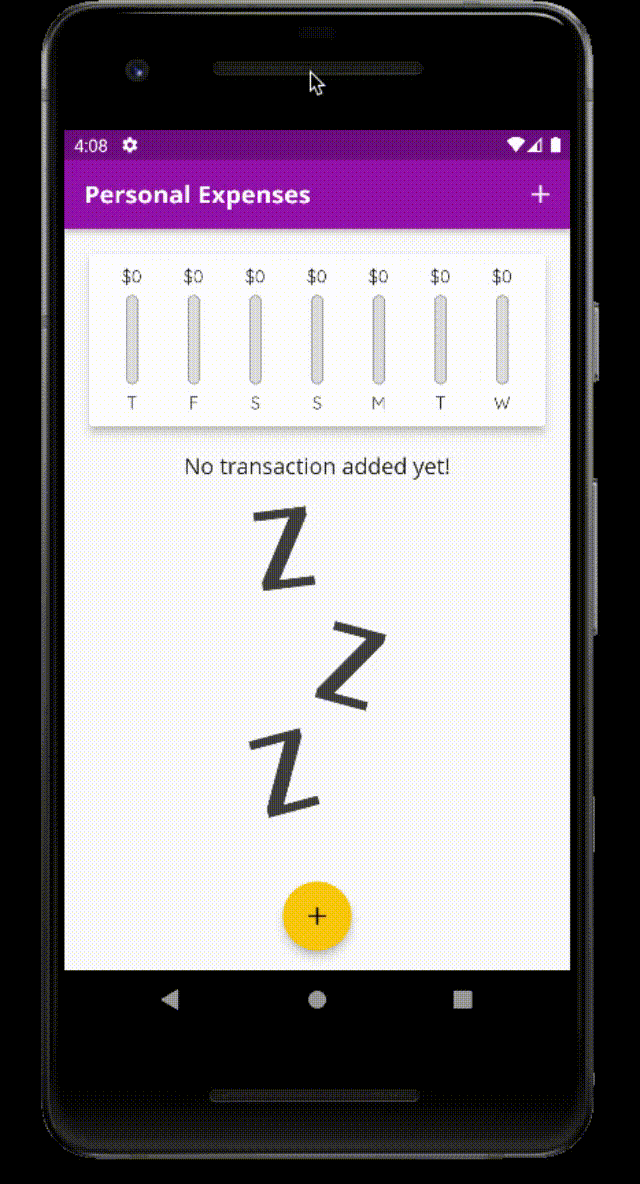 4:08
Personal Expenses +
$0 $0 $0 $0 $0 $0 $0
T F S S M T W
No transaction added yet!
Z
Z
Z
+